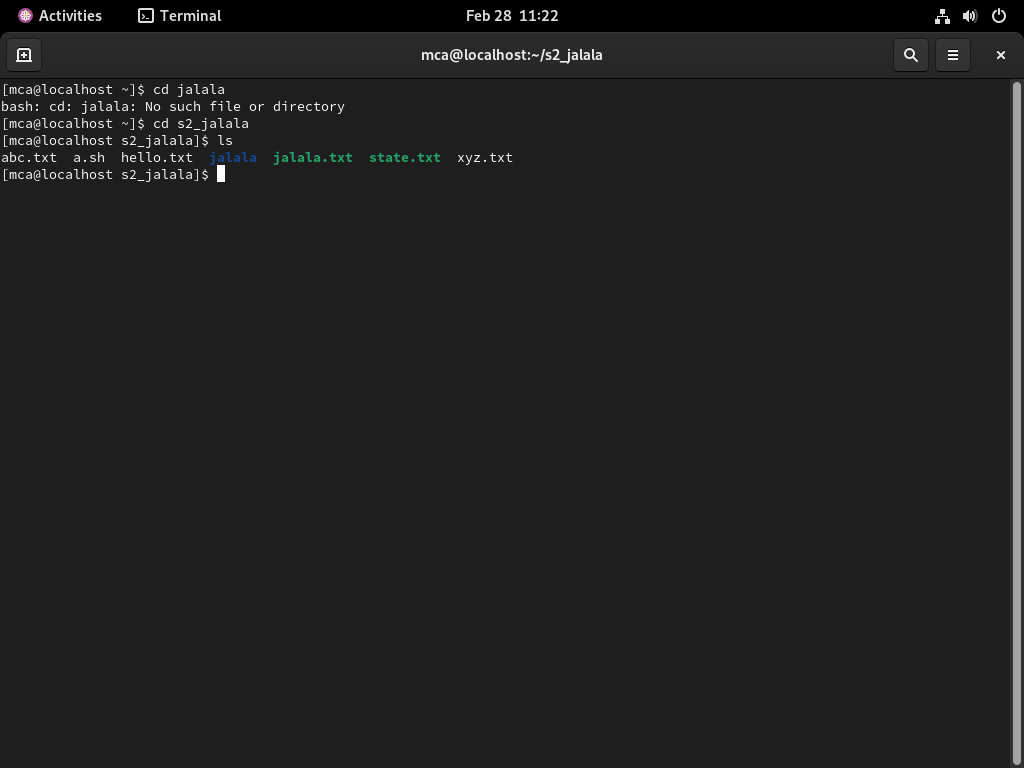 Activities Terminal Feb 28 11:22
mca@localhost:~/s2_jalala
[mca@localhost ~]$ cd jalala
bash: cd: jalala: No such file or directory
[mca@localhost ~]$ cd s2_jalala
[mca@localhost s2_jalala]$ ls
abc.txt  a.sh  hello.txt  jalala  jalala.txt  state.txt  xyz.txt
[mca@localhost s2_jalala]$